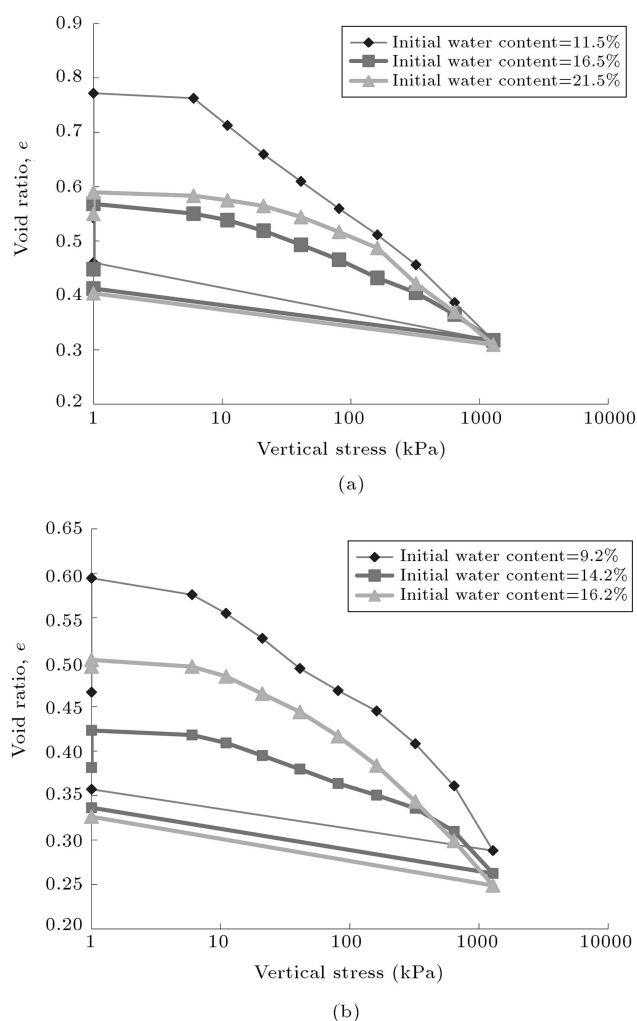 0.9
0.8
0.7
0.6
0.5
0.4
0.3
0.2
Void ratio, e
Initial water content=11.5%
Initial water content=16.5%
Initial water content=21.5%
1
10
100
1000
10000
Vertical stress (kPa)
(a)
0.65
0.60
0.55
0.50
0.45
0.40
0.35
0.30
0.25
0.20
Void ratio, e
Initial water content=9.2%
Initial water content=14.2%
Initial water content=16.2%
1
10
100
1000
10000
Vertical stress (kPa)
(b)